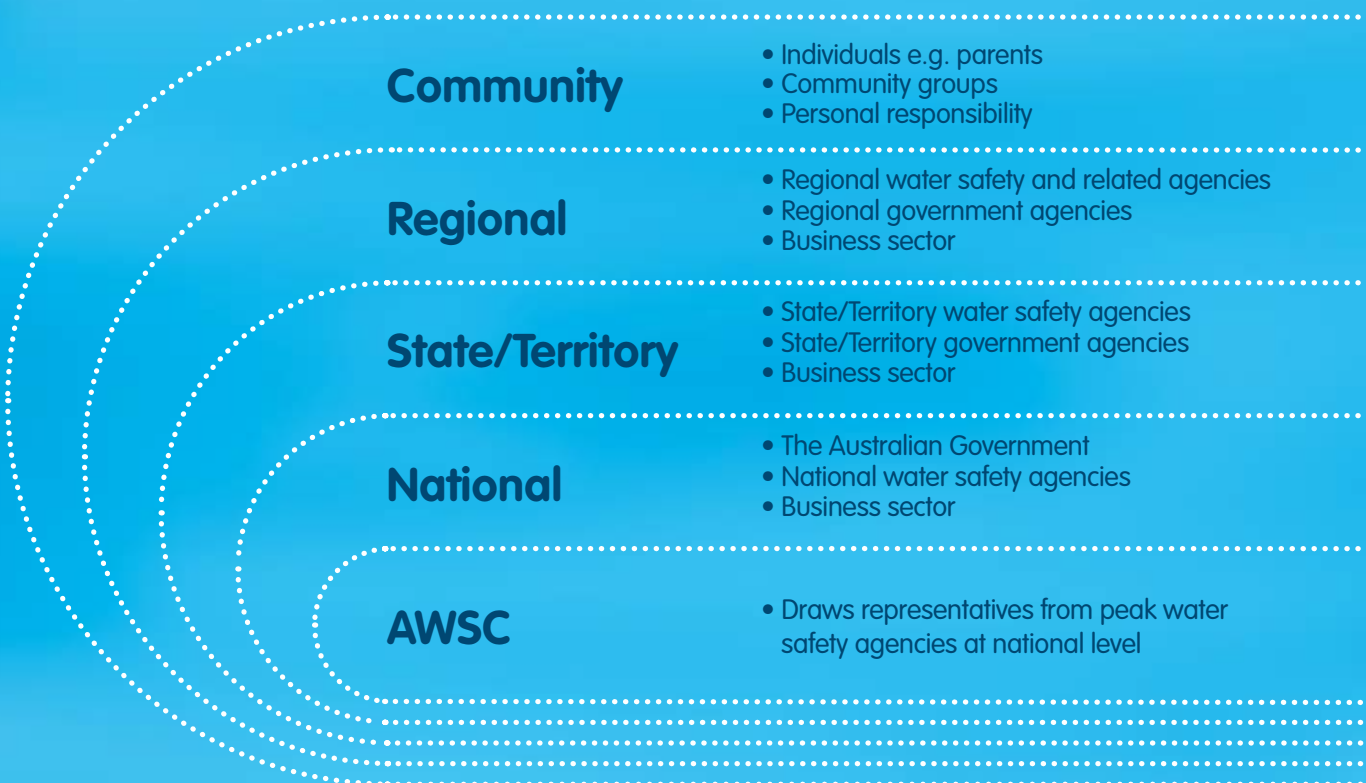 Community
• Individuals e.g. parents
• Community groups
• Personal responsibility
Regional
• Regional water safety and related agencies
• Regional government agencies
• Business sector
State/Territory
• State/Territory water safety agencies
• State/Territory government agencies
• Business sector
National
• The Australian Government
• National water safety agencies
• Business sector
AWSC
• Draws representatives from peak water
safety agencies at national level